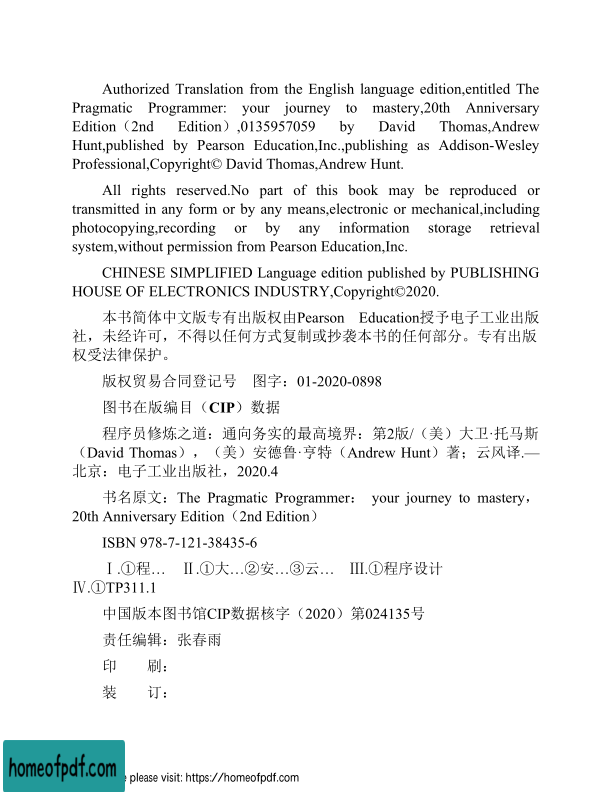 Authorized Translation from the English language edition,entitled The
Pragmatic Programmer: your journey to mastery,20th Anniversary
Edition（2nd Edition）,0135957059 by David Thomas,Andrew
Hunt,published by Pearson Education,Inc.,publishing as Addison-Wesley
Professional,Copyright© David Thomas,Andrew Hunt.
All rights reserved.No part of this book may be reproduced or
transmitted in any form or by any means,electronic or mechanical,including
photocopying,recording or by any information storage retrieval
system,without permission from Pearson Education,Inc.
CHINESE SIMPLIFIED Language edition published by PUBLISHING
HOUSE OF ELECTRONICS INDUSTRY,Copyright©2020.
本书简体中文版专有出版权由Pearson Education授予电子工业出版
社，未经许可，不得以任何方式复制或抄袭本书的任何部分。专有出版
权受法律保护。
版权贸易合同登记号 图字：01-2020-0898
图书在版编目（CIP）数据
程序员修炼之道：通向务实的最高境界：第2版/（美）大卫·托马斯
（David Thomas），（美）安德鲁·亨特（Andrew Hunt）著；云风译.—
北京：电子工业出版社，2020.4
书名原文：The Pragmatic Programmer： your journey to mastery，
20th Anniversary Edition（2nd Edition）
ISBN 978-7-121-38435-6
Ⅰ.①程… Ⅱ.①大…②安…③云… Ⅲ.①程序设计
Ⅳ.①TP311.1
中国版本图书馆CIP数据核字（2020）第024135号
责任编辑：张春雨
印 刷：
装 订：
homeofpdf.com
e please visit: https://homeofpdf.com